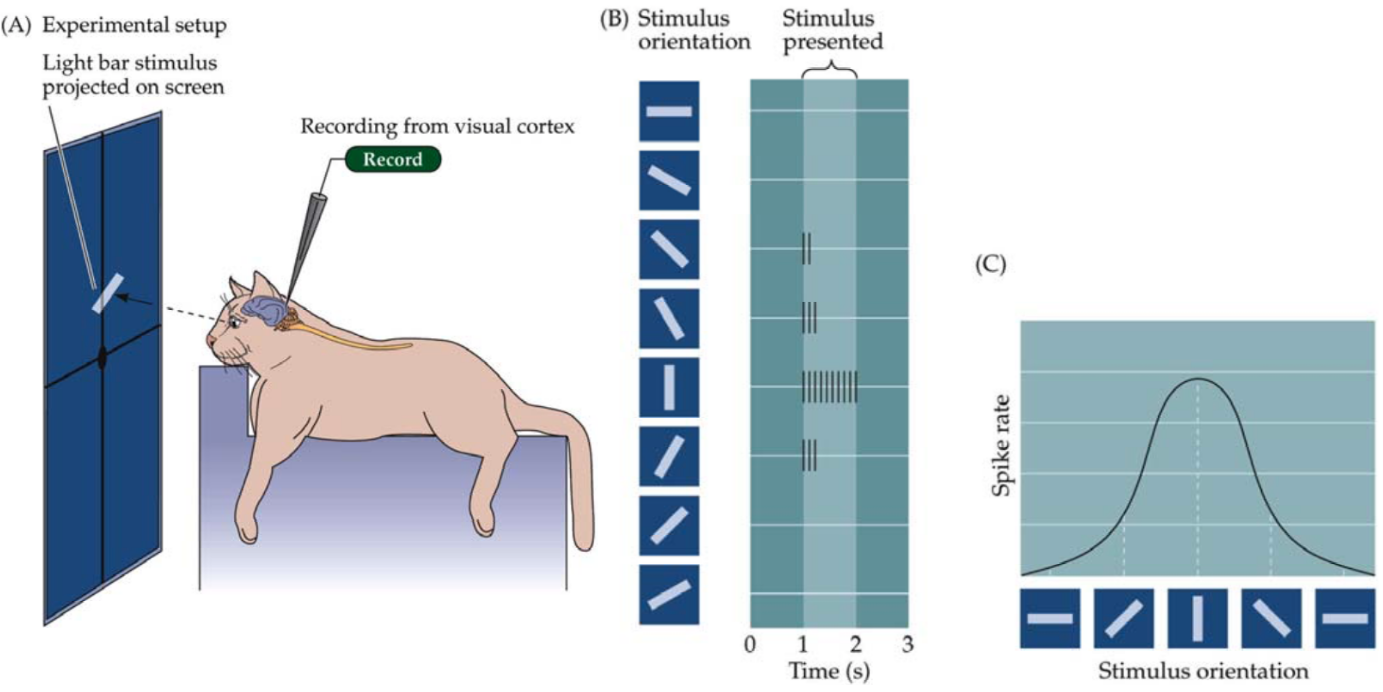 (A) Experimental setup
Light bar stimulus
projected on screen
Recording from visual cortex
Record
(B) Stimulus
orientation
Stimulus
presented
0 1 2 3
Time (s)
(C)
Spike rate
Stimulus orientation